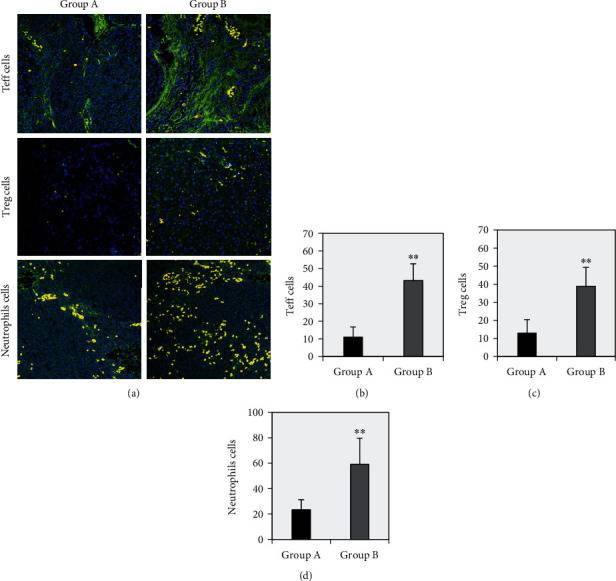 Group A
Group B
Teff cells
Treg cells
Neutrophils cells
(a)
70
60
50
40
30
20
10
0
Teff cells
**
Group A
Group B
(b)
70
60
50
40
30
20
10
0
Treg cells
**
Group A
Group B
(c)
100
80
60
40
20
0
Neutrophils cells
**
Group A
Group B
(d)